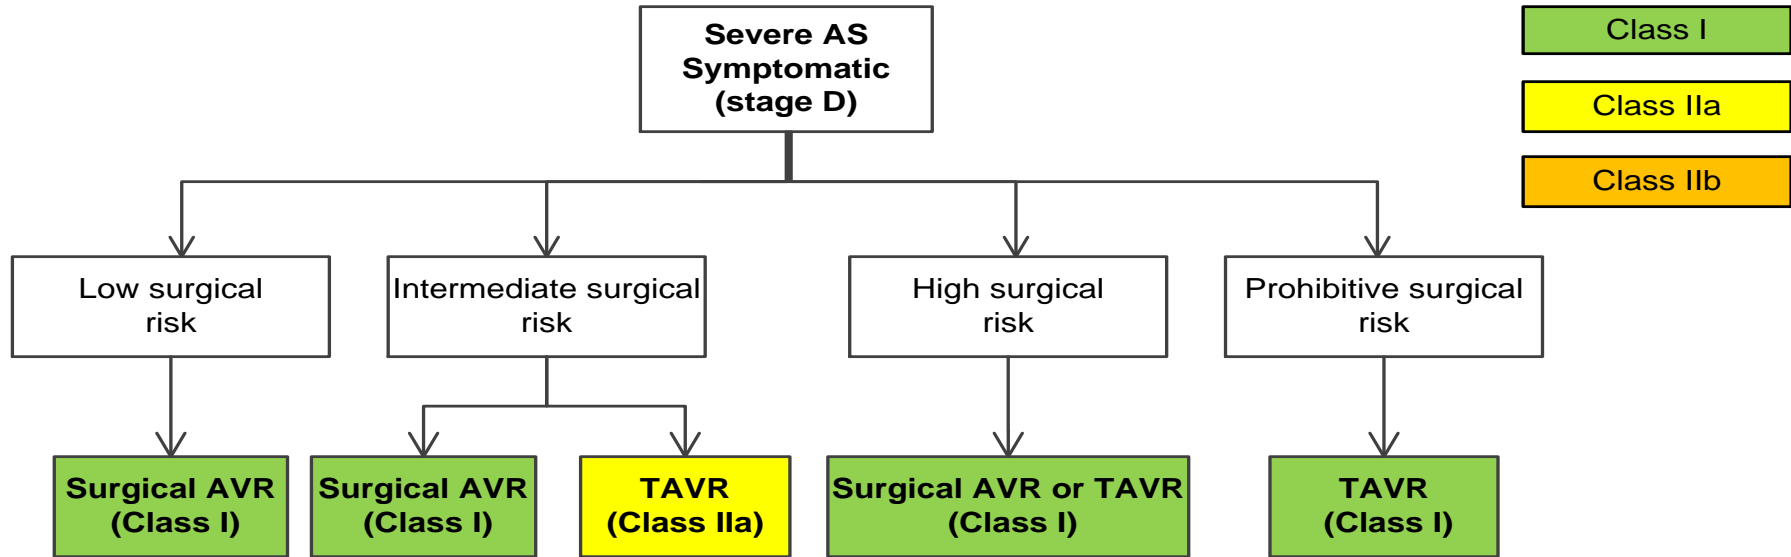 Severe AS
Symptomatic
(stage D)
Class I
Class IIa
Class IIb
Low surgical
risk
Intermediate surgical
risk
High surgical
risk
Prohibitive surgical
risk
Surgical AVR
(Class I)
Surgical AVR
(Class I)
TAVR
(Class IIa)
Surgical AVR or TAVR
(Class I)
TAVR
(Class I)